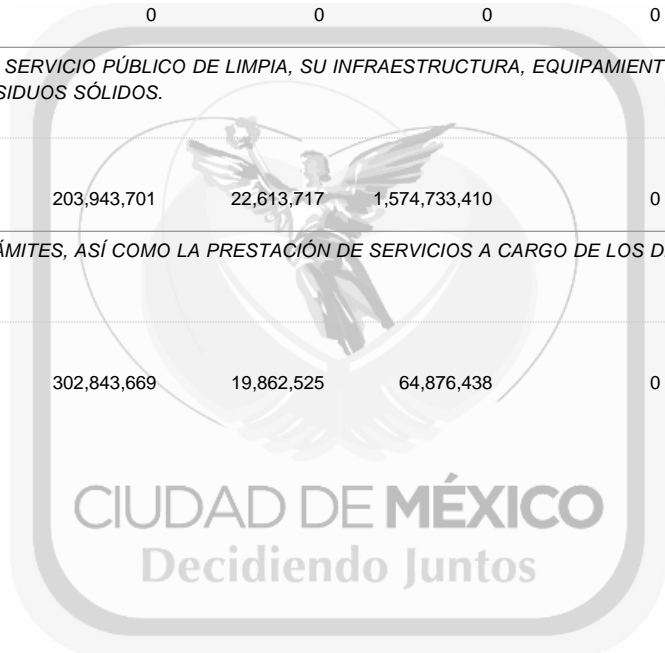 0 0 0 0
SERVICIO PÚBLICO DE LIMPIA, SU INFRAESTRUCTURA, EQUIPAMIENT
SIDUOS SÓLIDOS.
203,943,701 22,613,717 1,574,733,410 0
ÁMITES, ASÍ COMO LA PRESTACIÓN DE SERVICIOS A CARGO DE LOS D
302,843,669 19,862,525 64,876,438 0
CIUDAD DE MÉXICO
Decidiendo Juntos